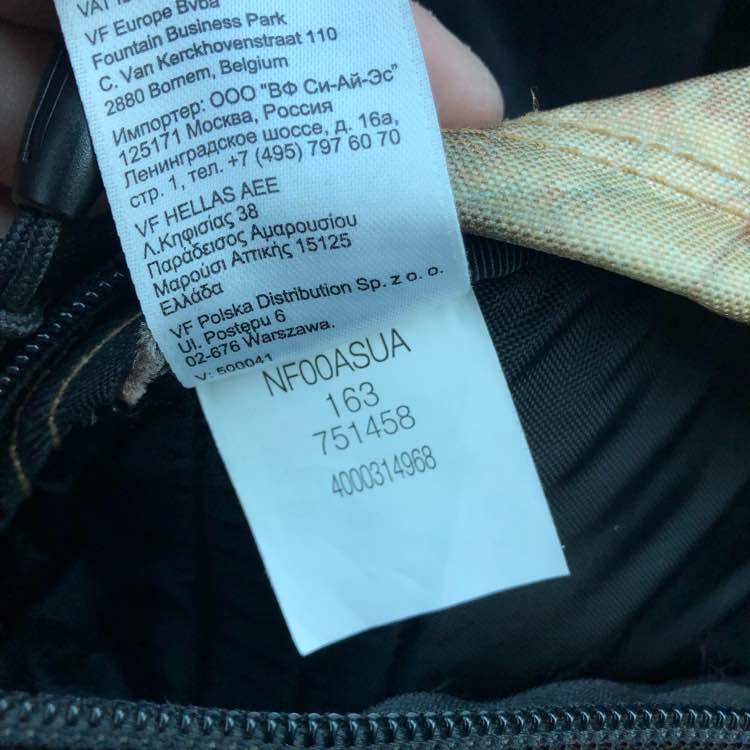 VAT
VF Europe Bvba
Fountain Business Park
C. Van Kerckhovenstraat 110
2880 Bornem, Belgium
Импортер: ООО "ВФ Си-Ай-Эс"
125171 Москва, Россия
Ленинградское шоссе, д. 16а,
стр. 1, тел. +7 (495) 797 60 70
VF HELLAS AEE
Λ.Κηφισίας 38
Παράδεισος Αμαρουσίου
Μαρούσι Αττικής 15125
Ελλάδα
VF Polska Distribution Sp. z o. o.
Ul. Postępu 6
02-676 Warszawa.
V: 500041
NF00ASUA
163
751458
4000314968